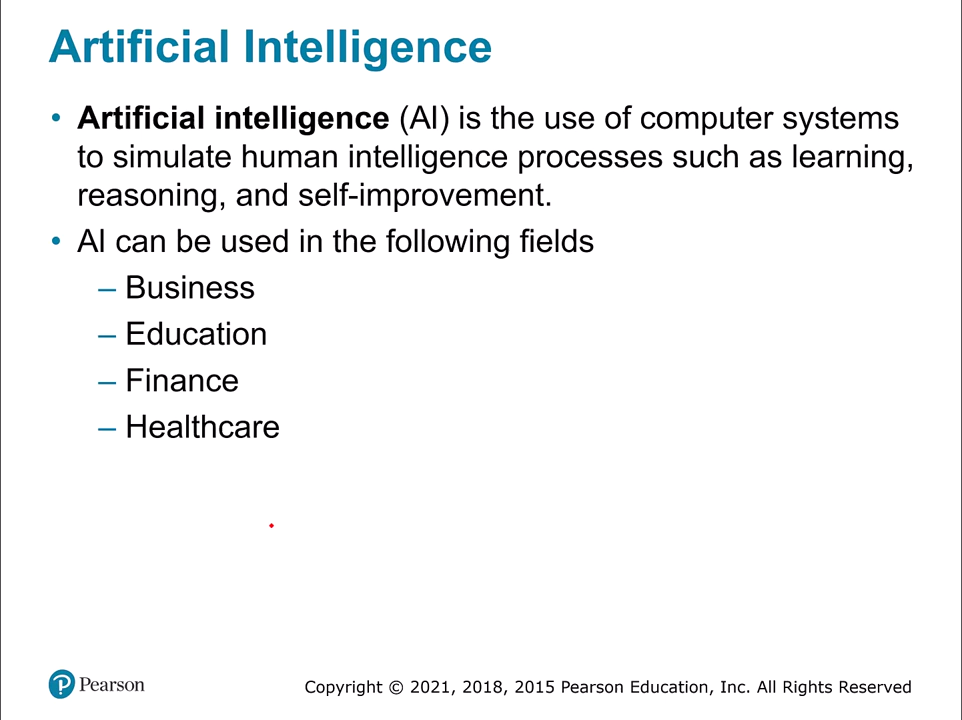 Artificial Intelligence
• Artificial intelligence (AI) is the use of computer systems
to simulate human intelligence processes such as learning,
reasoning, and self-improvement.
• AI can be used in the following fields
– Business
– Education
– Finance
– Healthcare
P Pearson
Copyright © 2021, 2018, 2015 Pearson Education, Inc. All Rights Reserved